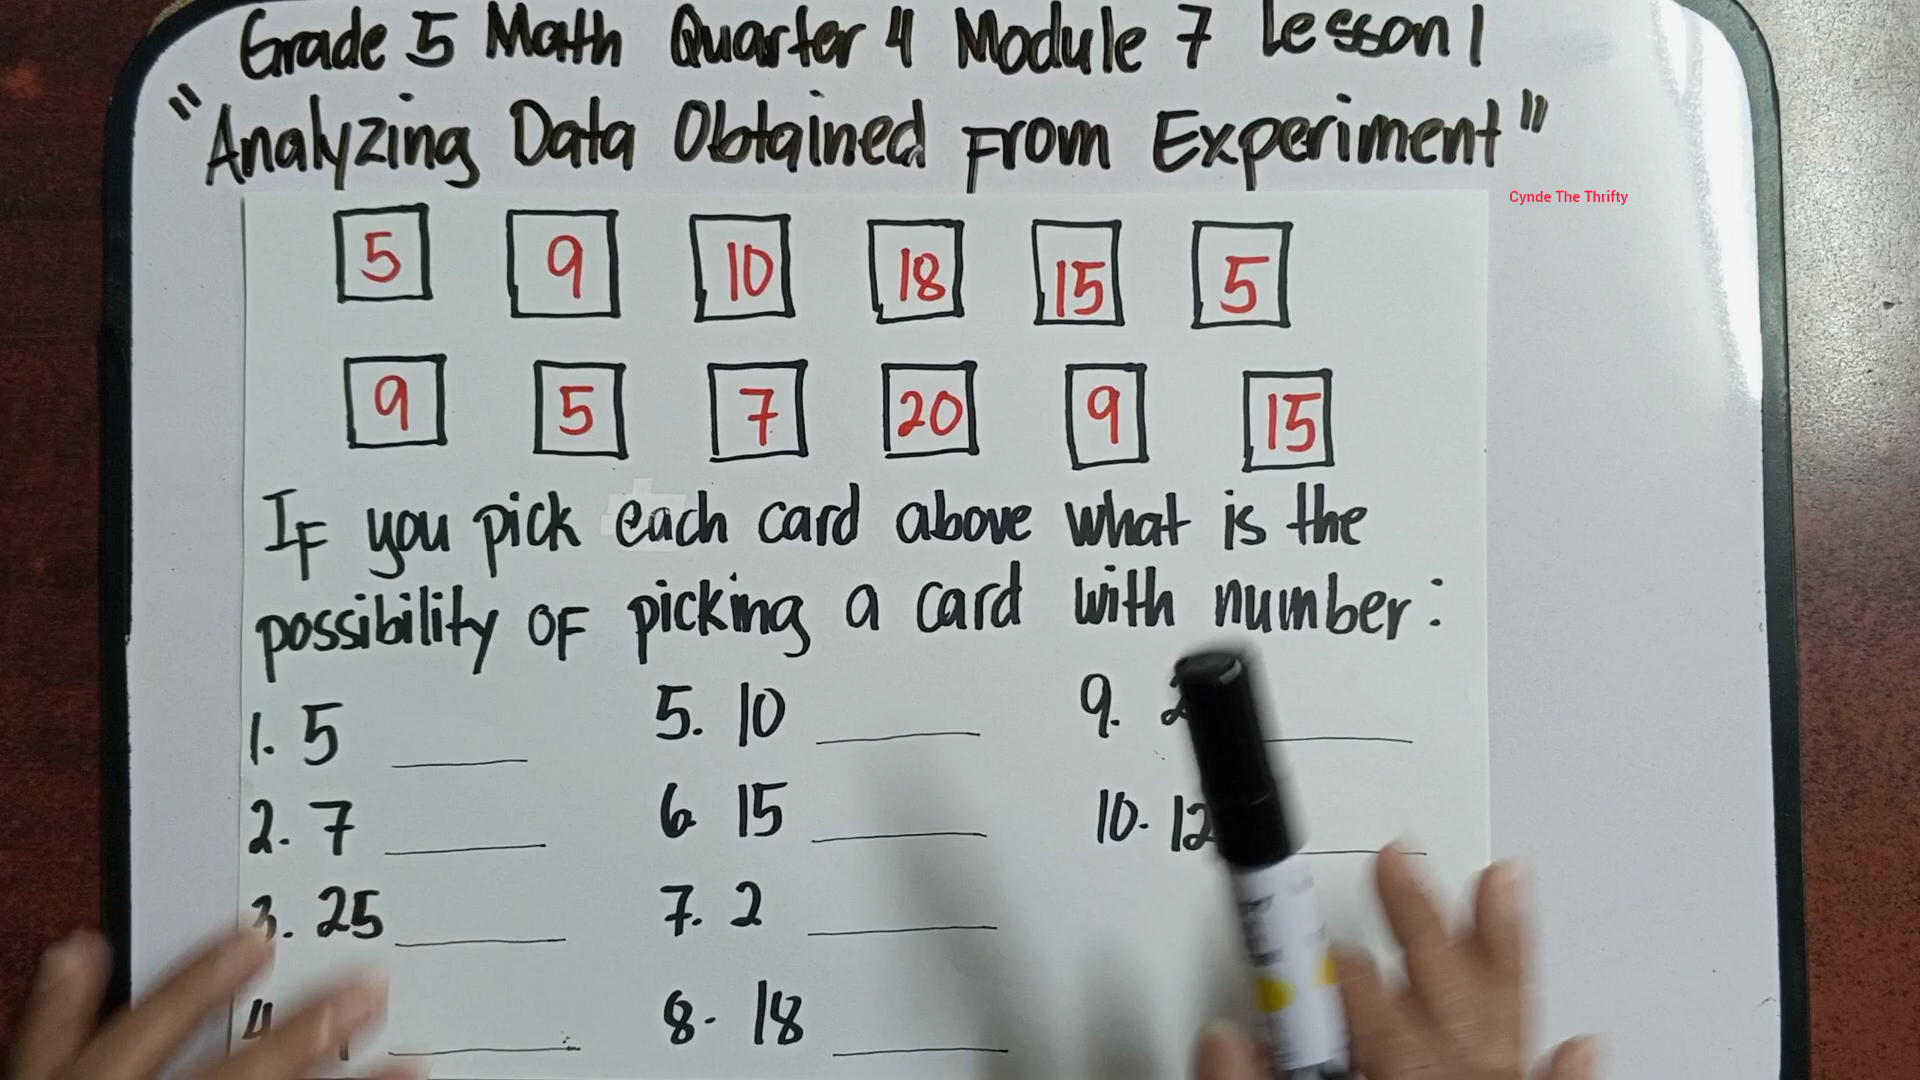 Grade 5 Math Quarter 4 Module 7 Lesson 1
"Analyzing Data Obtained From Experiment"
Cynde The Thrifty
5 9 10 18 15 5
9 5 7 20 9 15
If you pick each card above what is the
possibility of picking a card with number:
1. 5
2. 7
3. 25
4.
5. 10
6. 15
7. 2
8. 18
9.
10. 12